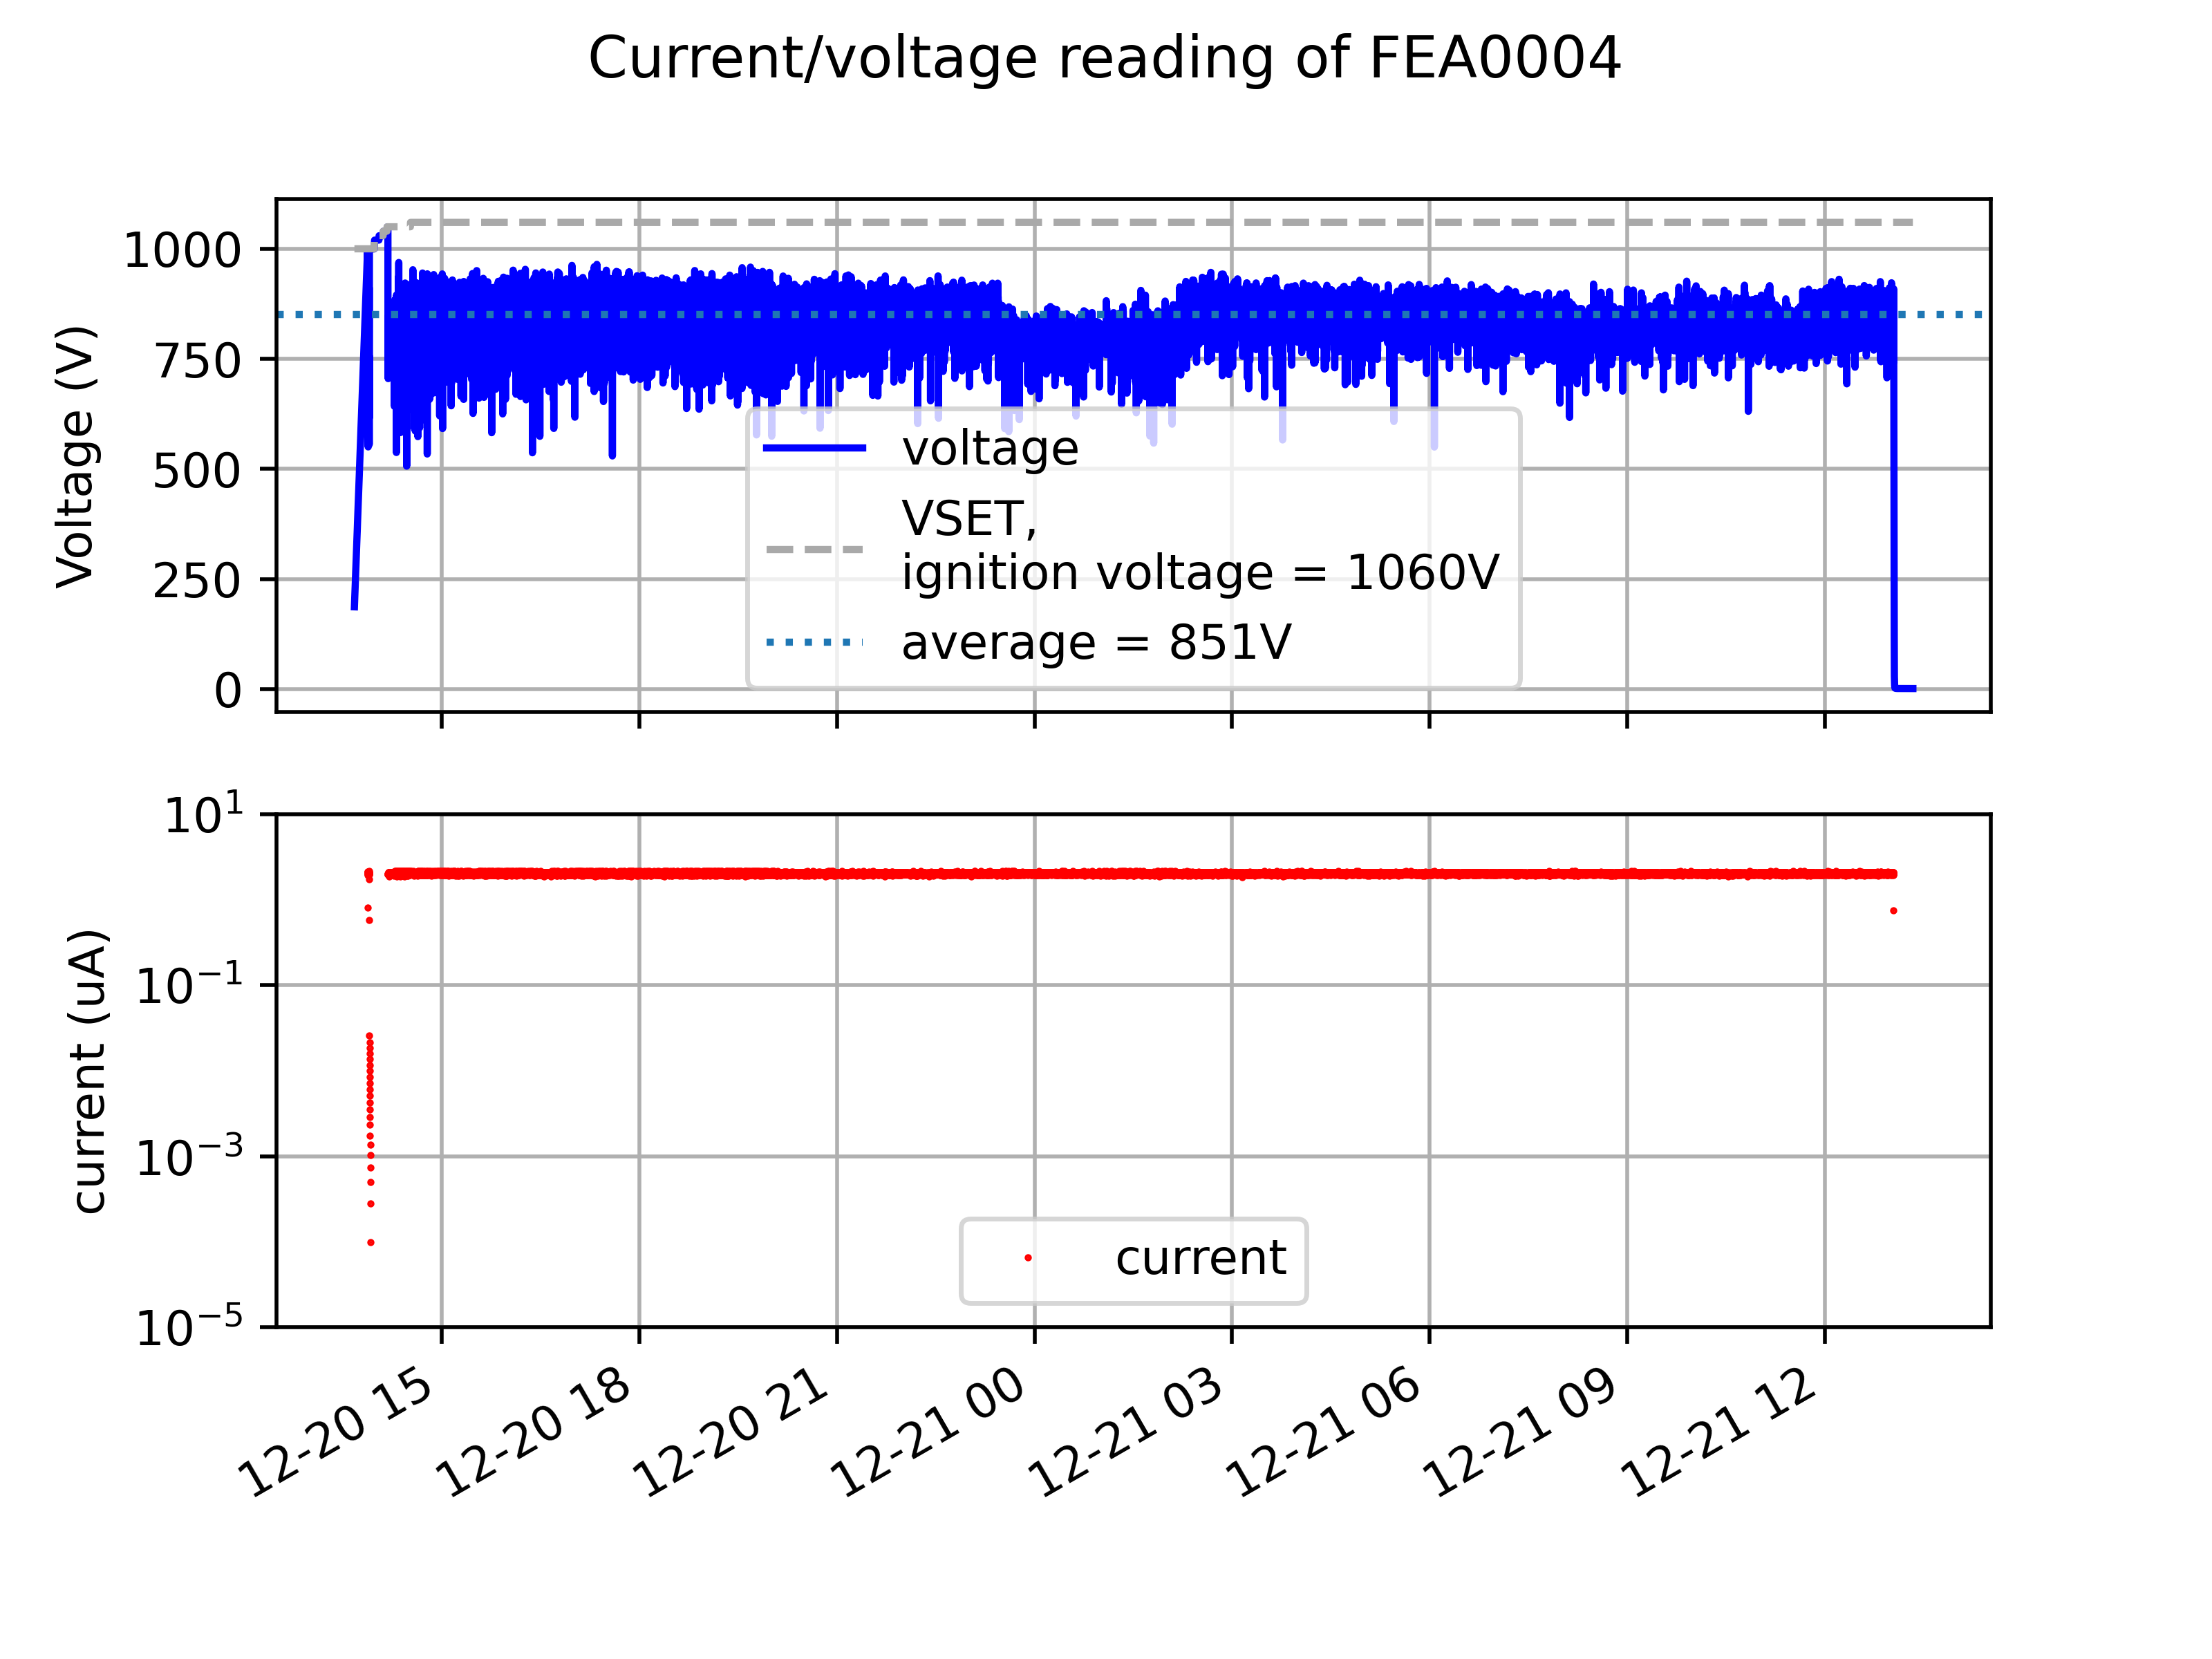 Current/voltage reading of FEA0004
Voltage (V)
1000
750
500
250
0
voltage
VSET,
ignition voltage = 1060V
average = 851V
current (uA)
10¹
10⁻¹
10⁻³
10⁻⁵
current
12-20 15
12-20 18
12-20 21
12-21 00
12-21 03
12-21 06
12-21 09
12-21 12